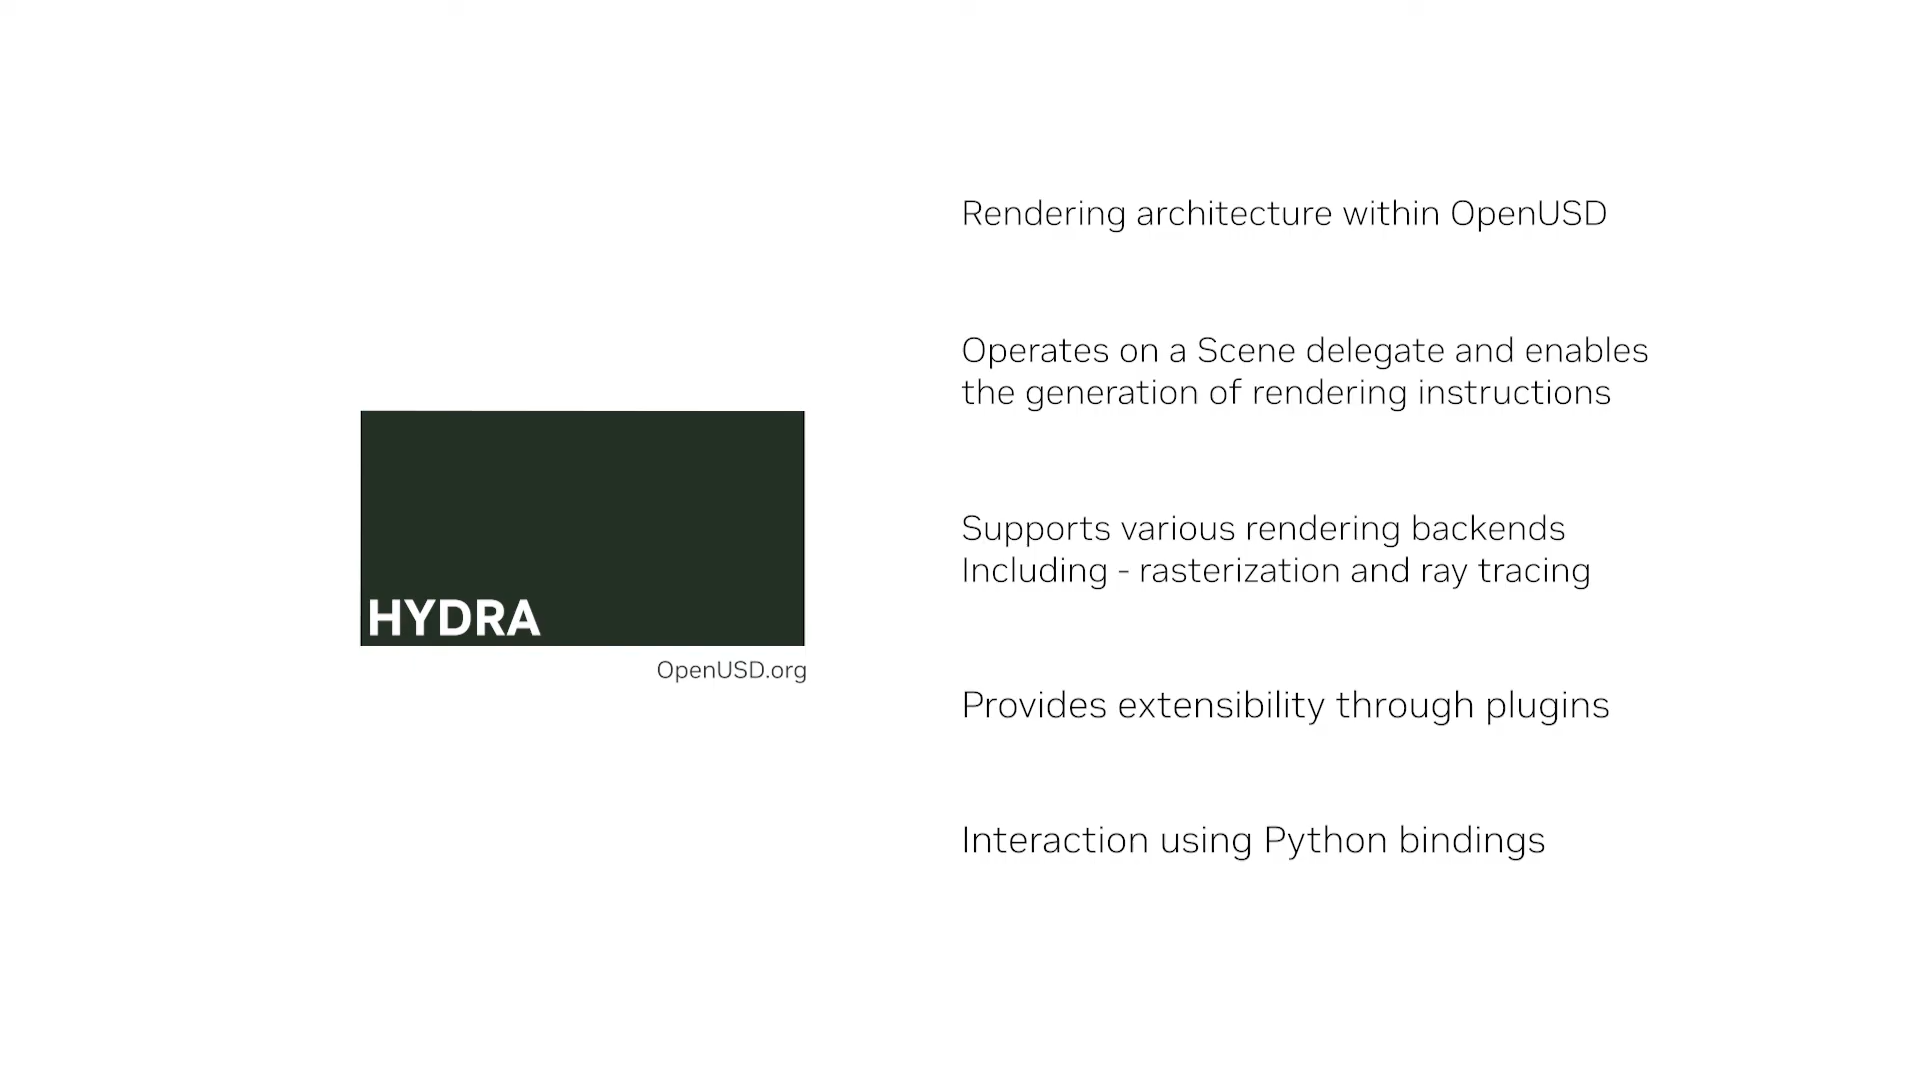 HYDRA
OpenUSD.org
Rendering architecture within OpenUSD
Operates on a Scene delegate and enables
the generation of rendering instructions
Supports various rendering backends
Including - rasterization and ray tracing
Provides extensibility through plugins
Interaction using Python bindings